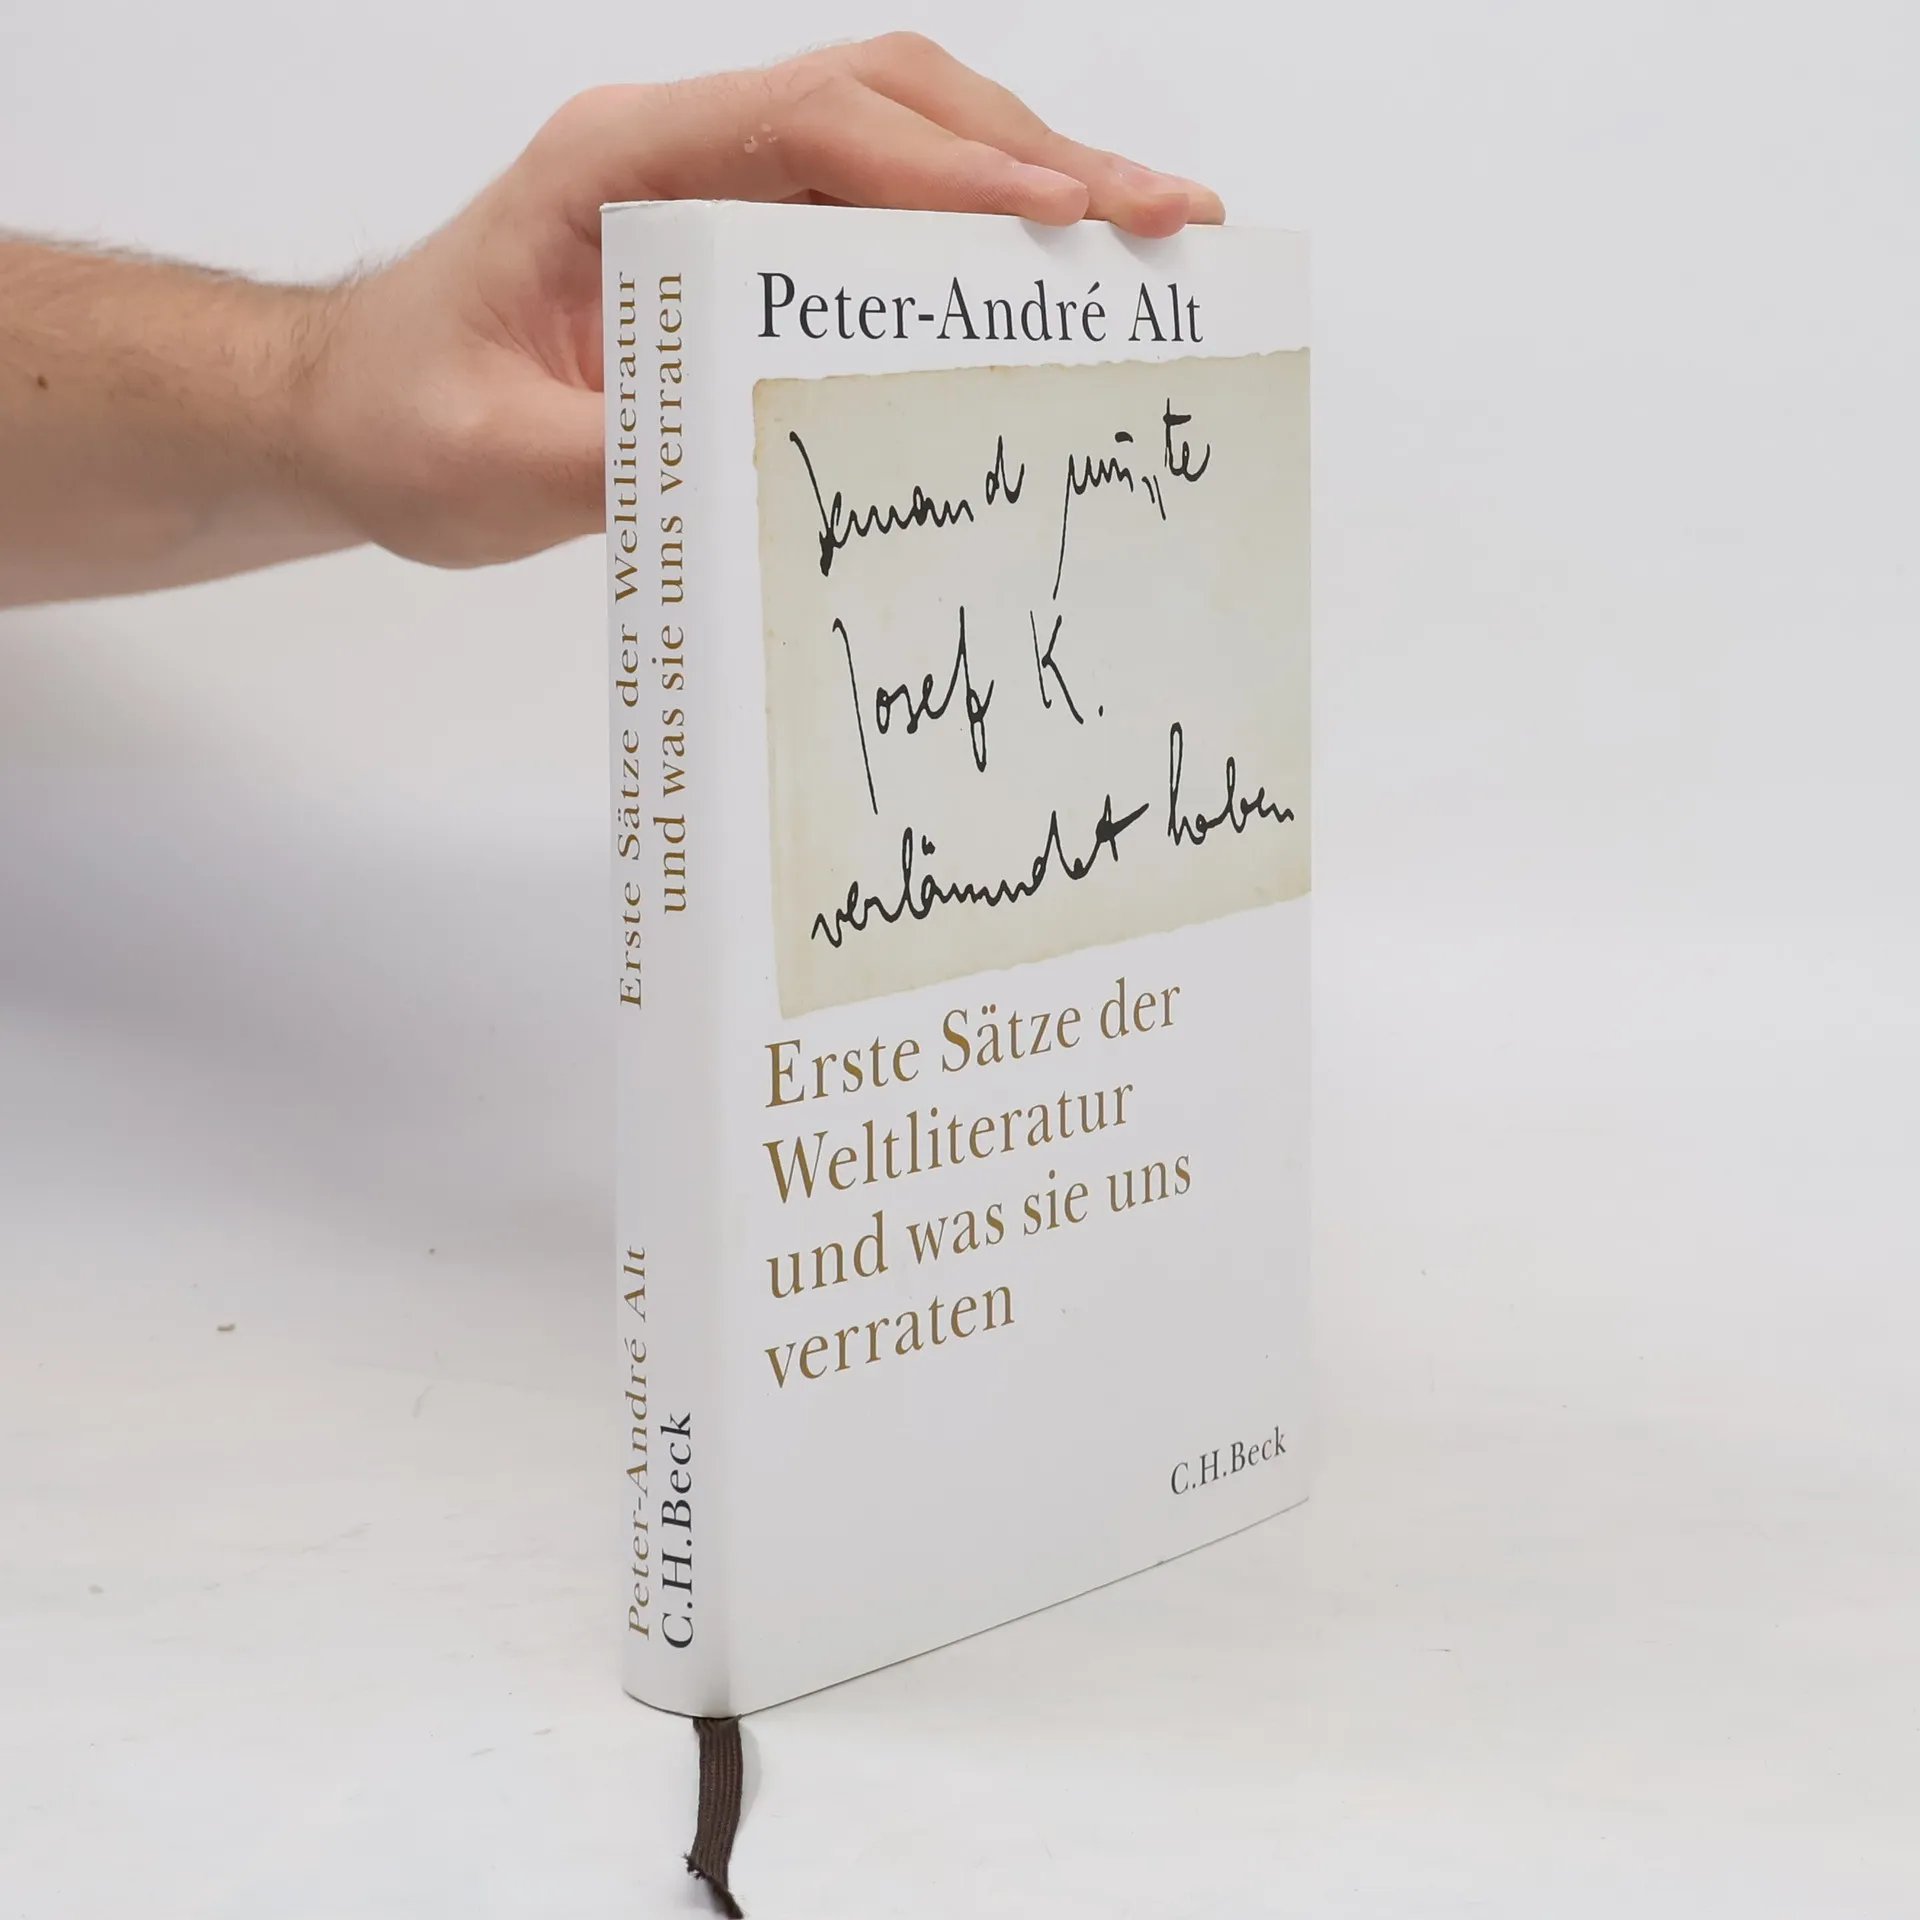 Erste Sätze der Weltliteratur
und was sie uns verraten
Peter-André Alt
C.H.Beck
Peter-André Alt
Jemand mußte
Josef K.
verläumdet haben
Erste Sätze der
Weltliteratur
und was sie uns
verraten
C.H.Beck